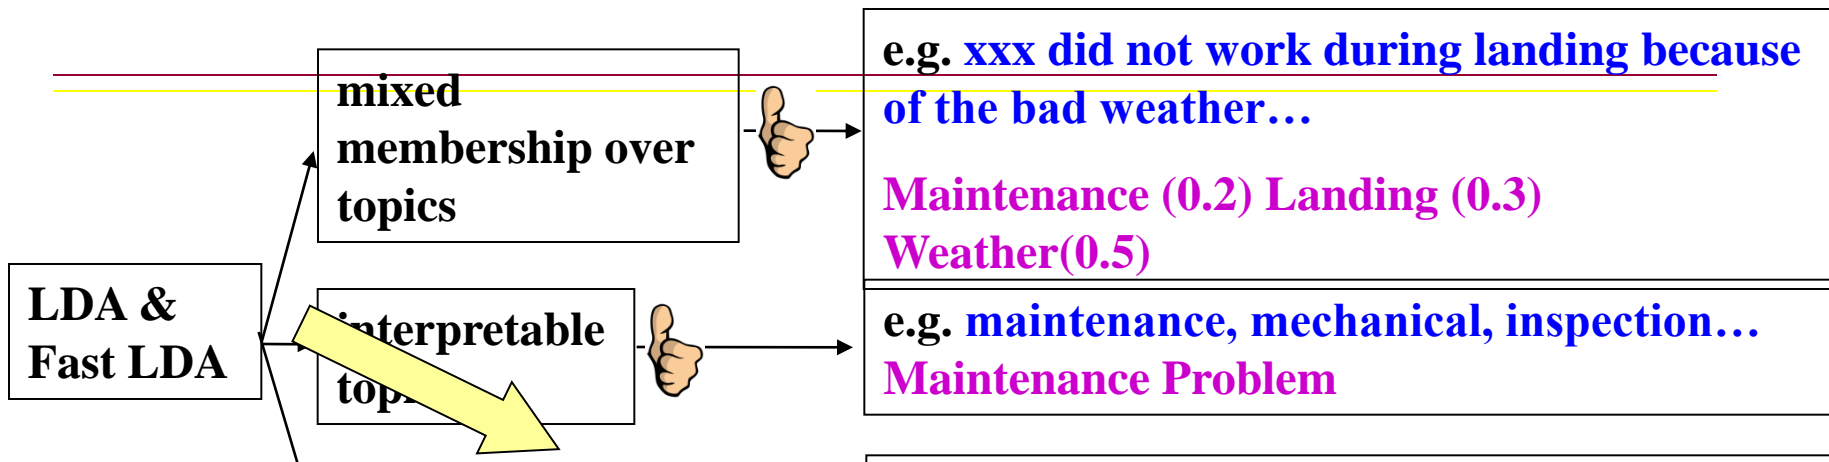 mixed
membership over
topics
e.g. xxx did not work during landing because
of the bad weather…
Maintenance (0.2) Landing (0.3)
Weather(0.5)
LDA &
Fast LDA
interpretable
e.g. maintenance, mechanical, inspection…
Maintenance Problem